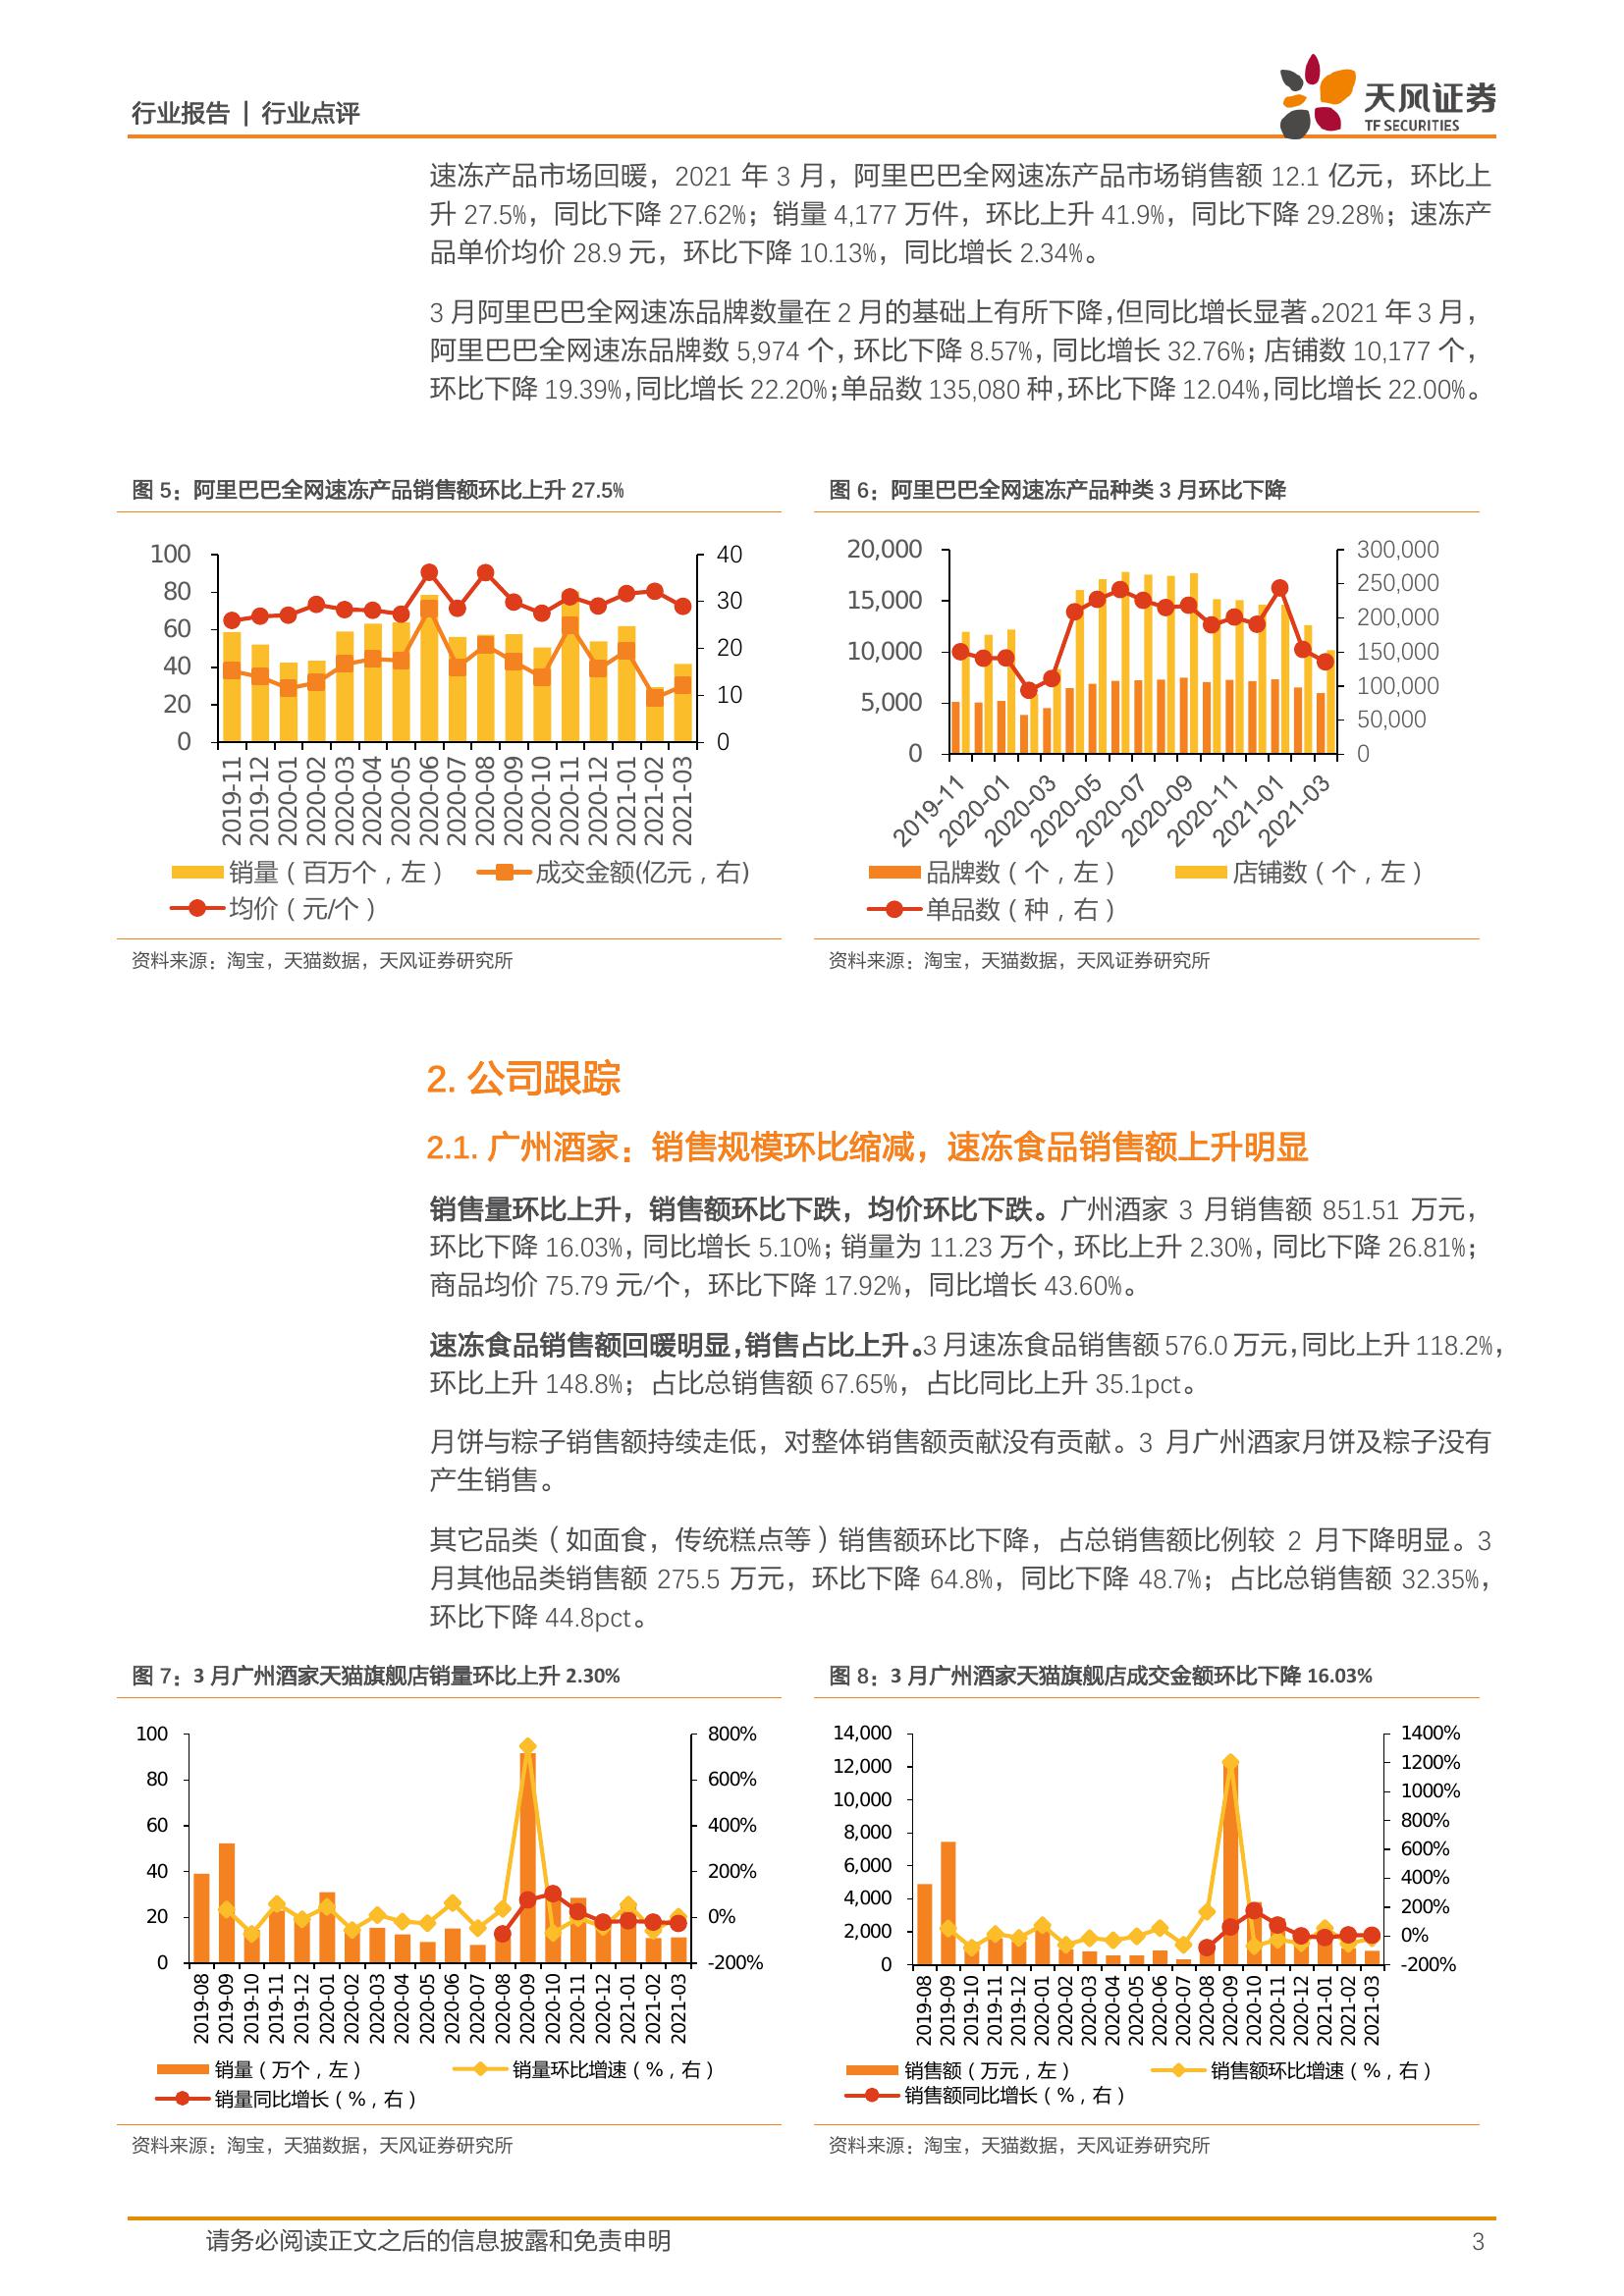 行业报告 | 行业点评
天风证券
TF SECURITIES
速冻产品市场回暖，2021 年 3 月，阿里巴巴全网速冻产品市场销售额 12.1 亿元，环比上
升 27.5%，同比下降 27.62%；销量 4,177 万件，环比上升 41.9%，同比下降 29.28%；速冻产
品单价均价 28.9 元，环比下降 10.13%，同比增长 2.34%。
3 月阿里巴巴全网速冻品牌数量在 2 月的基础上有所下降，但同比增长显著。2021 年 3 月，
阿里巴巴全网速冻品牌数 5,974 个，环比下降 8.57%，同比增长 32.76%；店铺数 10,177 个，
环比下降 19.39%，同比增长 22.20%；单品数 135,080 种，环比下降 12.04%，同比增长 22.00%。
图 5：阿里巴巴全网速冻产品销售额环比上升 27.5%
100
80
60
40
20
0
40
30
20
10
0
2019-11
2019-12
2020-01
2020-02
2020-03
2020-04
2020-05
2020-06
2020-07
2020-08
2020-09
2020-10
2020-11
2020-12
2021-01
2021-02
2021-03
销量（百万个，左）
成交金额(亿元，右)
均价（元/个）
资料来源：淘宝，天猫数据，天风证券研究所
图 6：阿里巴巴全网速冻产品种类 3 月环比下降
20,000
15,000
10,000
5,000
0
300,000
250,000
200,000
150,000
100,000
50,000
0
2019-11
2020-01
2020-03
2020-05
2020-07
2020-09
2020-11
2021-01
2021-03
品牌数（个，左）
店铺数（个，左）
单品数（种，右）
资料来源：淘宝，天猫数据，天风证券研究所
2. 公司跟踪
2.1. 广州酒家：销售规模环比缩减，速冻食品销售额上升明显
销售量环比上升，销售额环比下跌，均价环比下跌。广州酒家 3 月销售额 851.51 万元，
环比下降 16.03%，同比增长 5.10%；销量为 11.23 万个，环比上升 2.30%，同比下降 26.81%；
商品均价 75.79 元/个，环比下降 17.92%，同比增长 43.60%。
速冻食品销售额回暖明显，销售占比上升。3 月速冻食品销售额 576.0 万元，同比上升 118.2%，
环比上升 148.8%；占比总销售额 67.65%，占比同比上升 35.1pct。
月饼与粽子销售额持续走低，对整体销售额贡献没有贡献。3 月广州酒家月饼及粽子没有
产生销售。
其它品类（如面食，传统糕点等）销售额环比下降，占总销售额比例较 2 月下降明显。3
月其他品类销售额 275.5 万元，环比下降 64.8%，同比下降 48.7%；占比总销售额 32.35%，
环比下降 44.8pct。
图 7：3 月广州酒家天猫旗舰店销量环比上升 2.30%
100
80
60
40
20
0
800%
600%
400%
200%
0%
-200%
2019-08
2019-09
2019-10
2019-11
2019-12
2020-01
2020-02
2020-03
2020-04
2020-05
2020-06
2020-07
2020-08
2020-09
2020-10
2020-11
2020-12
2021-01
2021-02
2021-03
销量（万个，左）
销量环比增速（%，右）
销量同比增长（%，右）
资料来源：淘宝，天猫数据，天风证券研究所
图 8：3 月广州酒家天猫旗舰店成交金额环比下降 16.03%
14,000
12,000
10,000
8,000
6,000
4,000
2,000
0
1400%
1200%
1000%
800%
600%
400%
200%
0%
-200%
2019-08
2019-09
2019-10
2019-11
2019-12
2020-01
2020-02
2020-03
2020-04
2020-05
2020-06
2020-07
2020-08
2020-09
2020-10
2020-11
2020-12
2021-01
2021-02
2021-03
销售额（万元，左）
销售额环比增速（%，右）
销售额同比增长（%，右）
资料来源：淘宝，天猫数据，天风证券研究所
请务必阅读正文之后的信息披露和免责申明
3